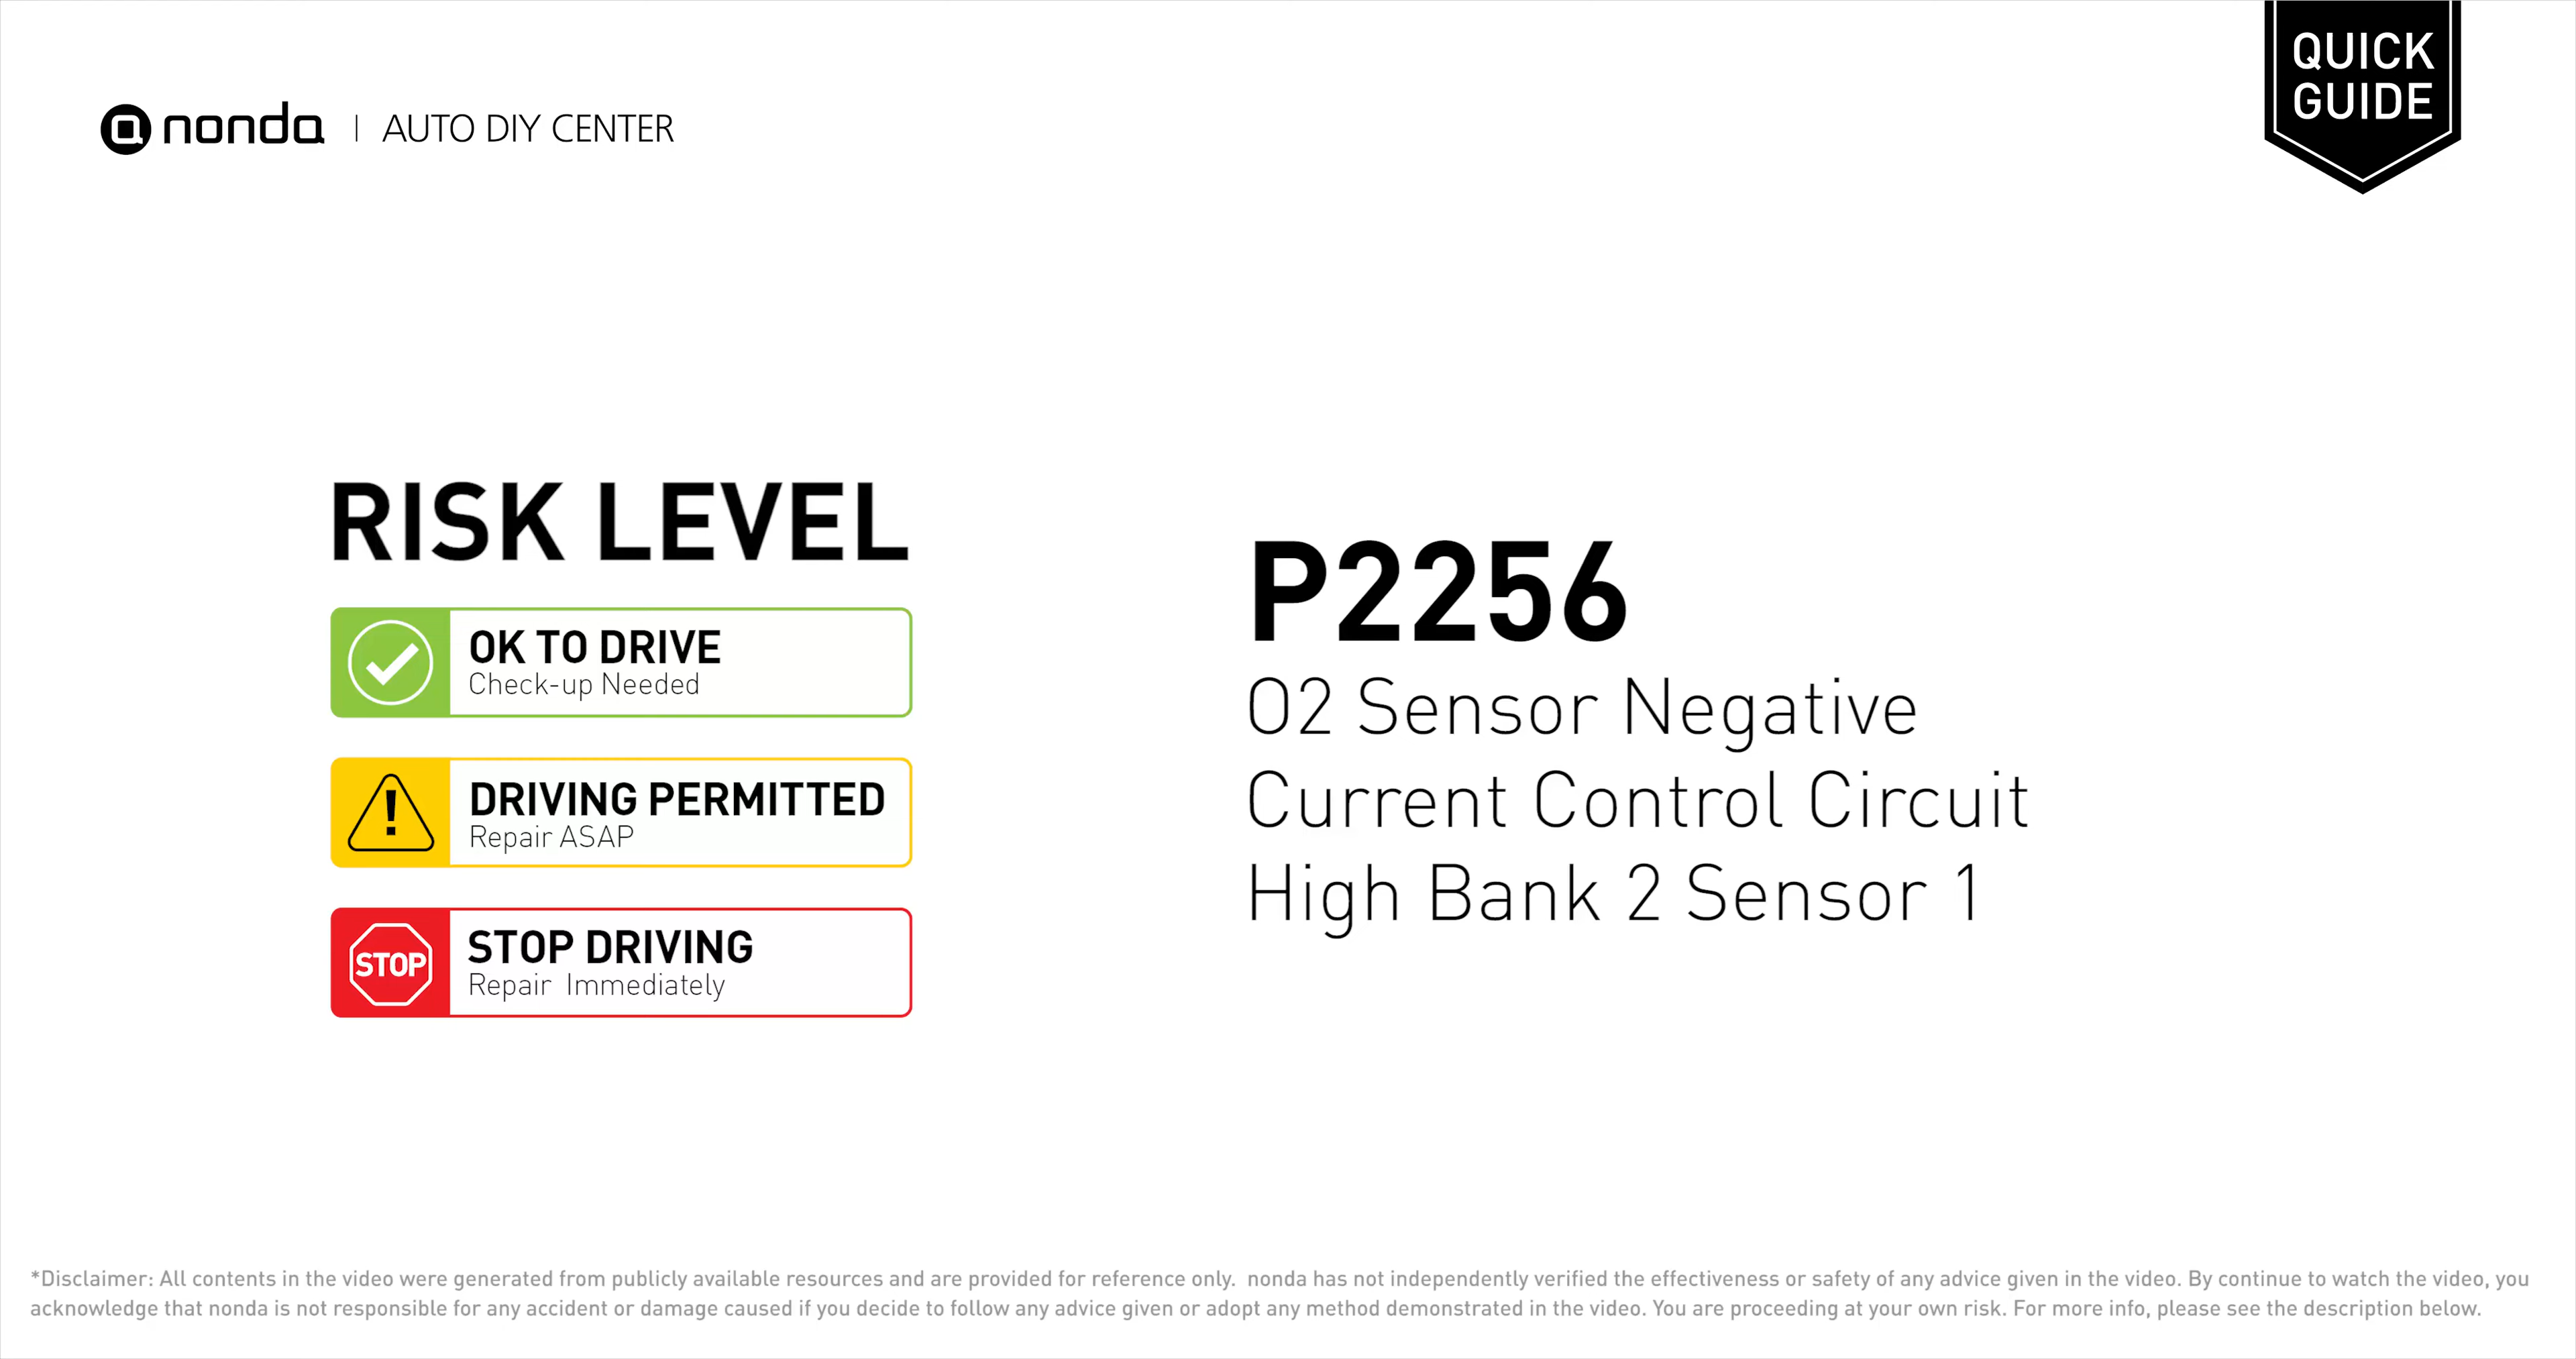 nonda | AUTO DIY CENTER
QUICK
GUIDE
RISK LEVEL
OK TO DRIVE
Check-up Needed
DRIVING PERMITTED
Repair ASAP
STOP
STOP DRIVING
Repair Immediately
P2256
O2 Sensor Negative
Current Control Circuit
High Bank 2 Sensor 1
*Disclaimer: All contents in the video were generated from publicly available resources and are provided for reference only. nonda has not independently verified the effectiveness or safety of any advice given in the video. By continue to watch the video, you
acknowledge that nonda is not responsible for any accident or damage caused if you decide to follow any advice given or adopt any method demonstrated in the video. You are proceeding at your own risk. For more info, please see the description below.